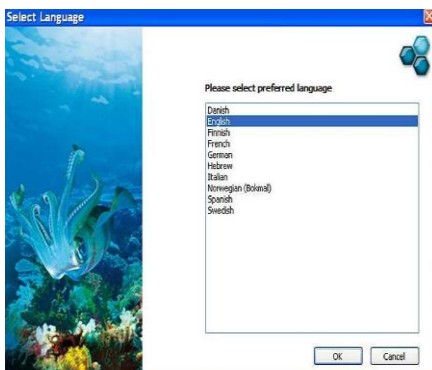 Select Language
Please select preferred language
Danish
English
Finnish
French
German
Hebrew
Italian
Norwegian (Bokmal)
Spanish
Swedish
OK
Cancel